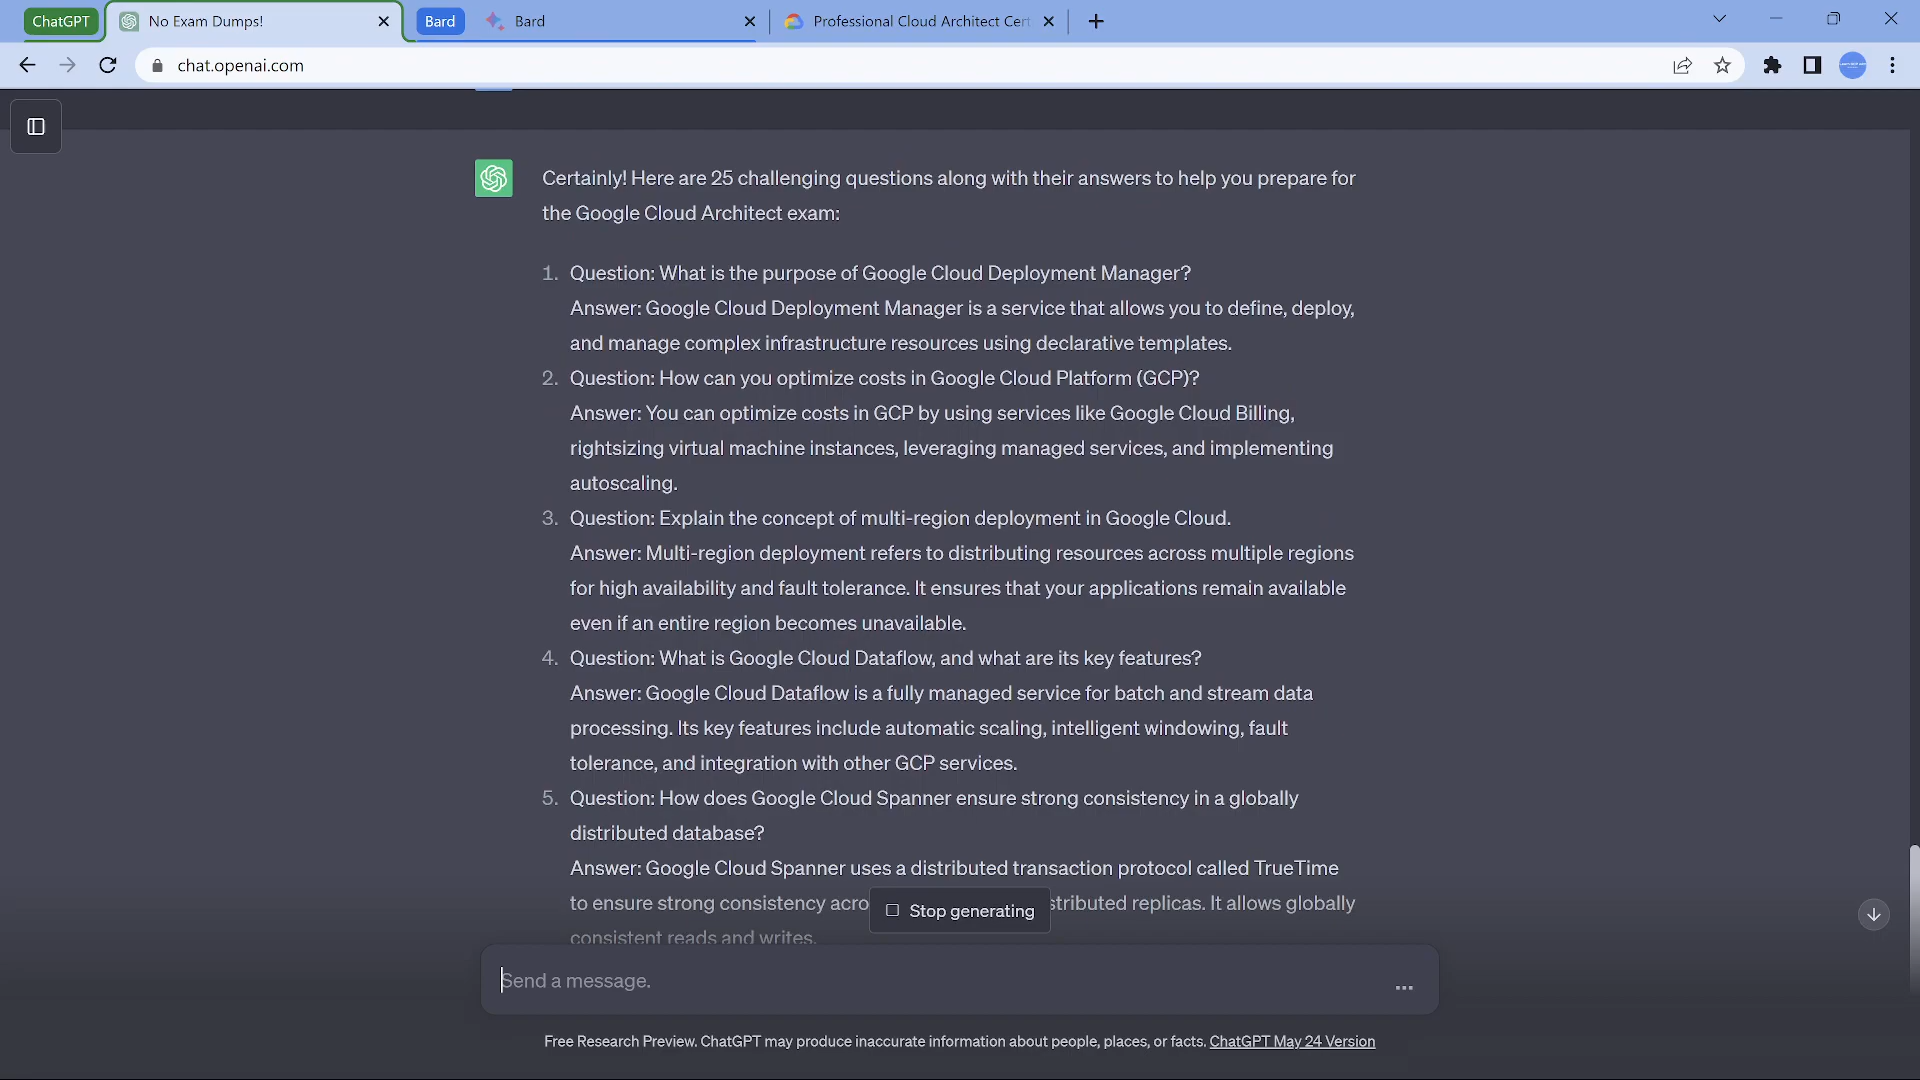 ChatGPT No Exam Dumps! Bard Bard Professional Cloud Architect Cert
chat.openai.com
Certainly! Here are 25 challenging questions along with their answers to help you prepare for
the Google Cloud Architect exam:
1. Question: What is the purpose of Google Cloud Deployment Manager?
Answer: Google Cloud Deployment Manager is a service that allows you to define, deploy,
and manage complex infrastructure resources using declarative templates.
2. Question: How can you optimize costs in Google Cloud Platform (GCP)?
Answer: You can optimize costs in GCP by using services like Google Cloud Billing,
rightsizing virtual machine instances, leveraging managed services, and implementing
autoscaling.
3. Question: Explain the concept of multi-region deployment in Google Cloud.
Answer: Multi-region deployment refers to distributing resources across multiple regions
for high availability and fault tolerance. It ensures that your applications remain available
even if an entire region becomes unavailable.
4. Question: What is Google Cloud Dataflow, and what are its key features?
Answer: Google Cloud Dataflow is a fully managed service for batch and stream data
processing. Its key features include automatic scaling, intelligent windowing, fault
tolerance, and integration with other GCP services.
5. Question: How does Google Cloud Spanner ensure strong consistency in a globally
distributed database?
Answer: Google Cloud Spanner uses a distributed transaction protocol called TrueTime
to ensure strong consistency acro
Stop generating
stributed replicas. It allows globally
consistent reads and writes.
Send a message.
Free Research Preview. ChatGPT may produce inaccurate information about people, places, or facts. ChatGPT May 24 Version